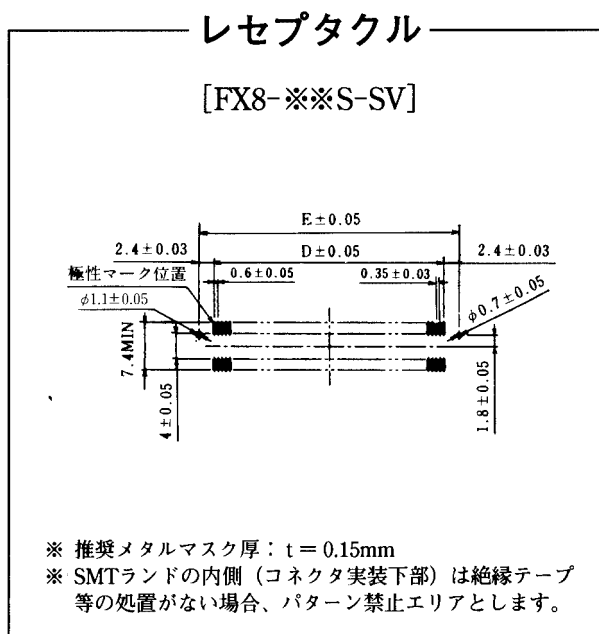 レセプタクル
[FX8-※※S-SV]
E±0.05
2.4±0.03
D±0.05
2.4±0.03
極性マーク位置
0.6±0.05
0.35±0.03
φ1.1±0.05
φ0.7±0.05
7.4MIN
4±0.05
1.8±0.05
※ 推奨メタルマスク厚：t＝0.15mm
※ SMTランドの内側（コネクタ実装下部）は絶縁テープ
等の処置がない場合、パターン禁止エリアとします。